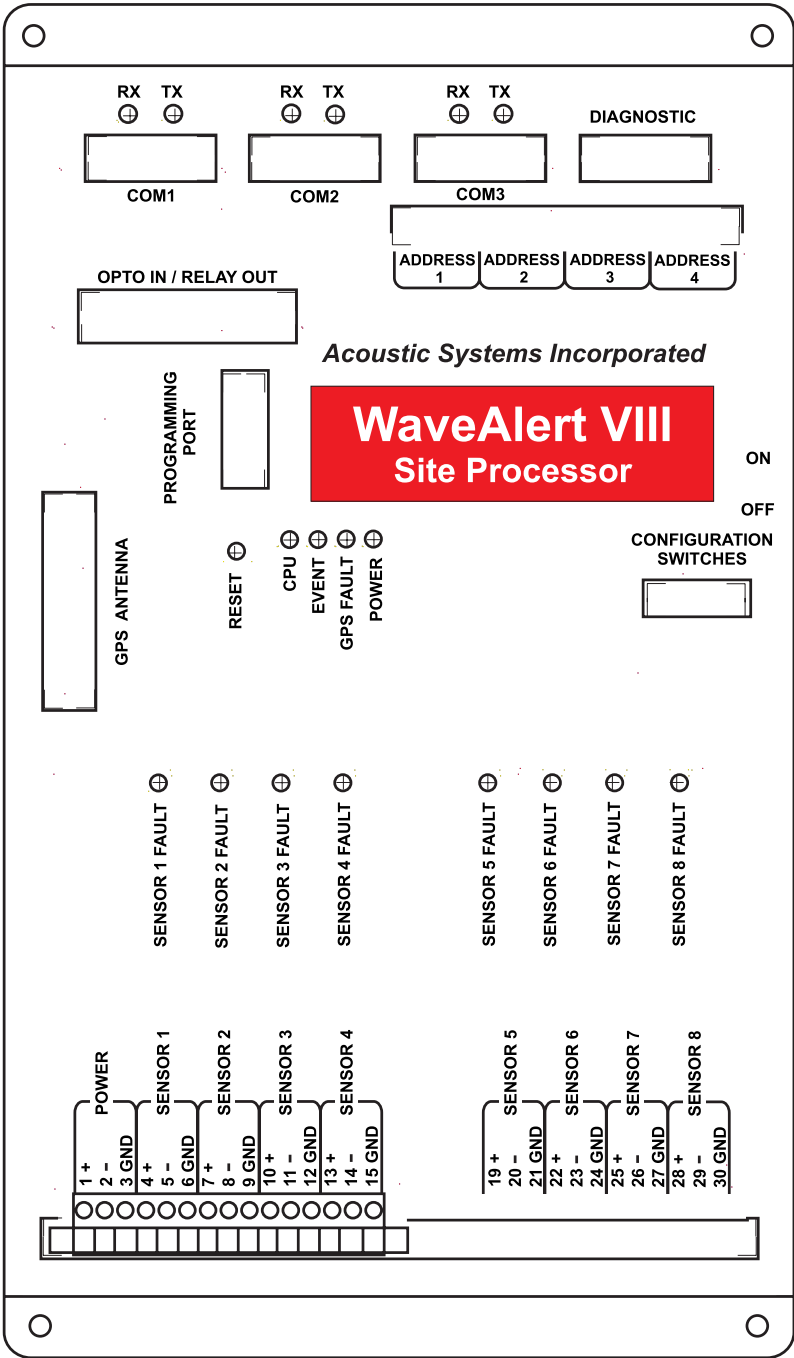 RX TX
RX TX
RX TX
DIAGNOSTIC
COM1
COM2
COM3
ADDRESS
1
ADDRESS
2
ADDRESS
3
ADDRESS
4
OPTO IN / RELAY OUT
Acoustic Systems Incorporated
PROGRAMMING
PORT
WaveAlert VIII
Site Processor
ON
OFF
CONFIGURATION
SWITCHES
GPS ANTENNA
RESET
CPU
EVENT
GPS FAULT
POWER
SENSOR 1 FAULT
SENSOR 2 FAULT
SENSOR 3 FAULT
SENSOR 4 FAULT
SENSOR 5 FAULT
SENSOR 6 FAULT
SENSOR 7 FAULT
SENSOR 8 FAULT
POWER
1 +
2 –
3 GND
SENSOR 1
4 +
5 –
6 GND
SENSOR 2
7 +
8 –
9 GND
SENSOR 3
10 +
11 –
12 GND
SENSOR 4
13 +
14 –
15 GND
SENSOR 5
19 +
20 –
21 GND
SENSOR 6
22 +
23 –
24 GND
SENSOR 7
25 +
26 –
27 GND
SENSOR 8
28 +
29 –
30 GND